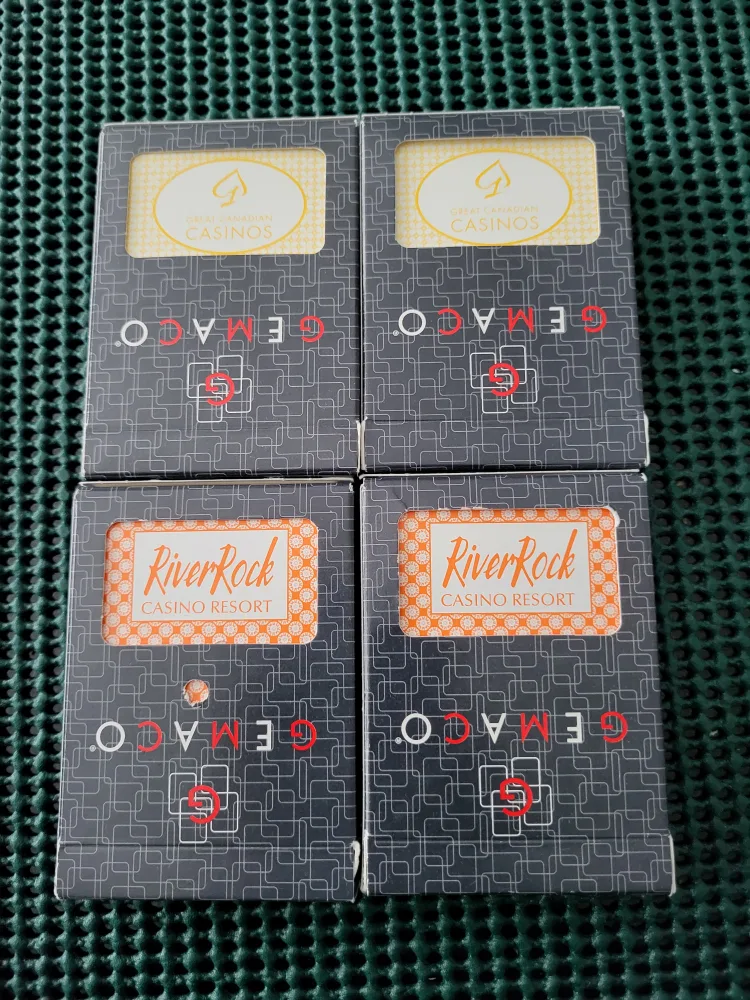 GREAT CANADIAN
CASINOS
GEMACO®
G
GREAT CANADIAN
CASINOS
GEMACO®
G
RiverRock
CASINO RESORT
GEMACO®
G
RiverRock
CASINO RESORT
GEMACO®
G